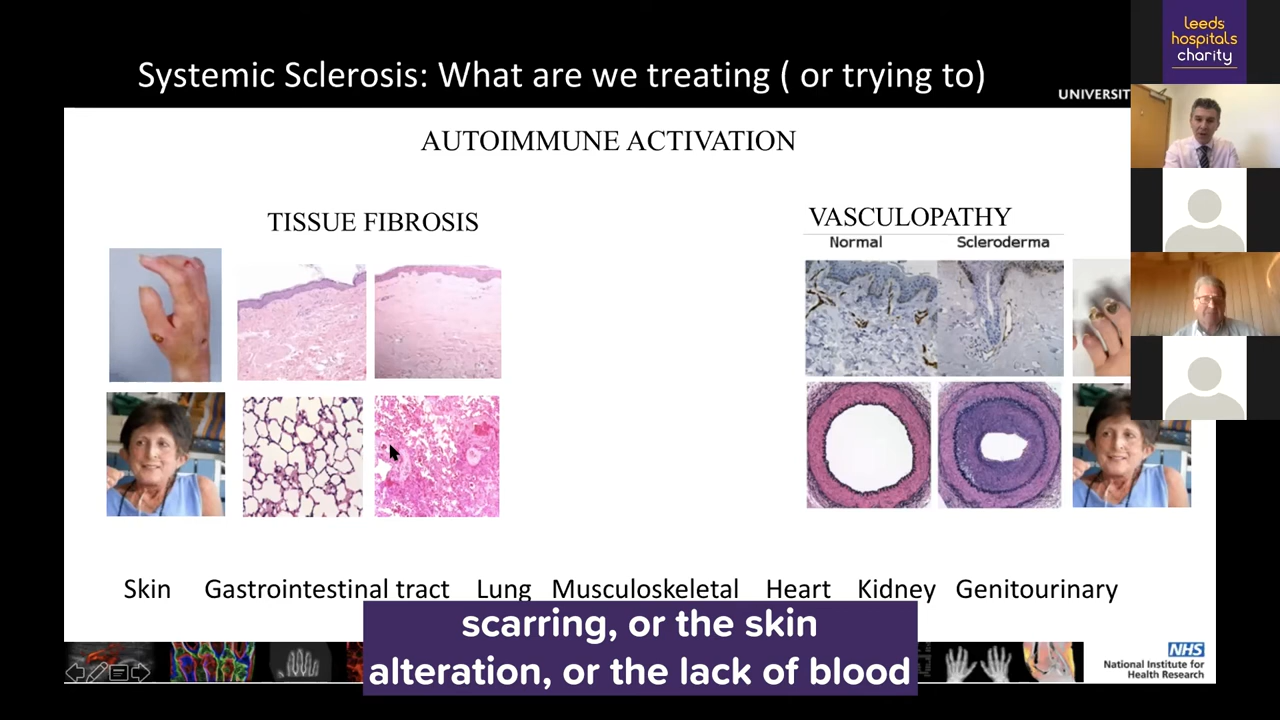 leeds
hospitals
charity
Systemic Sclerosis: What are we treating ( or trying to)
UNIVERSIT
AUTOIMMUNE ACTIVATION
TISSUE FIBROSIS
VASCULOPATHY
Normal Scleroderma
Skin Gastrointestinal tract Lung Musculoskeletal Heart Kidney Genitourinary
scarring, or the skin
alteration, or the lack of blood
NHS
National Institute for
Health Research